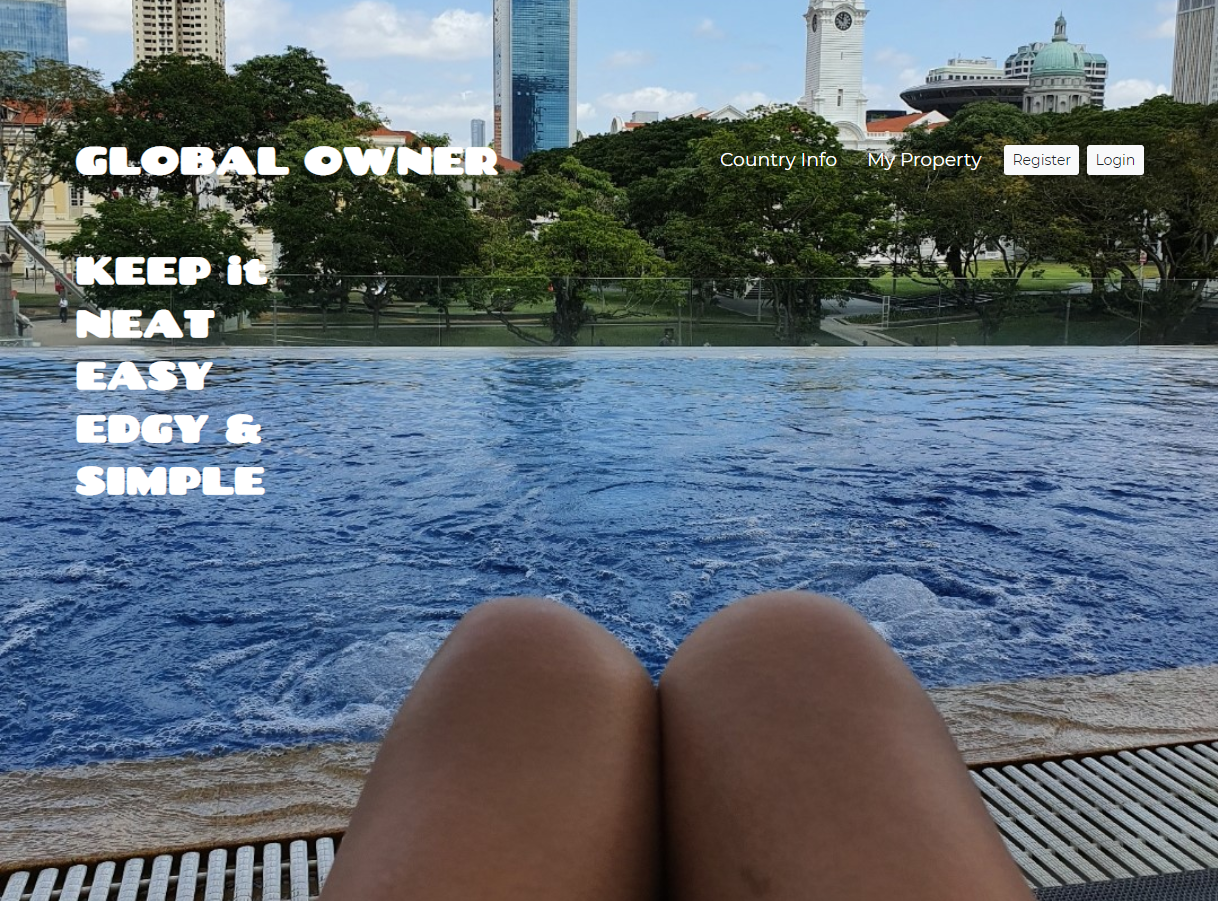 GLOBAL OWNER
Country Info
My Property
Register
Login
KEEP it
NEAT
EASY
EDGY &
SIMPLE